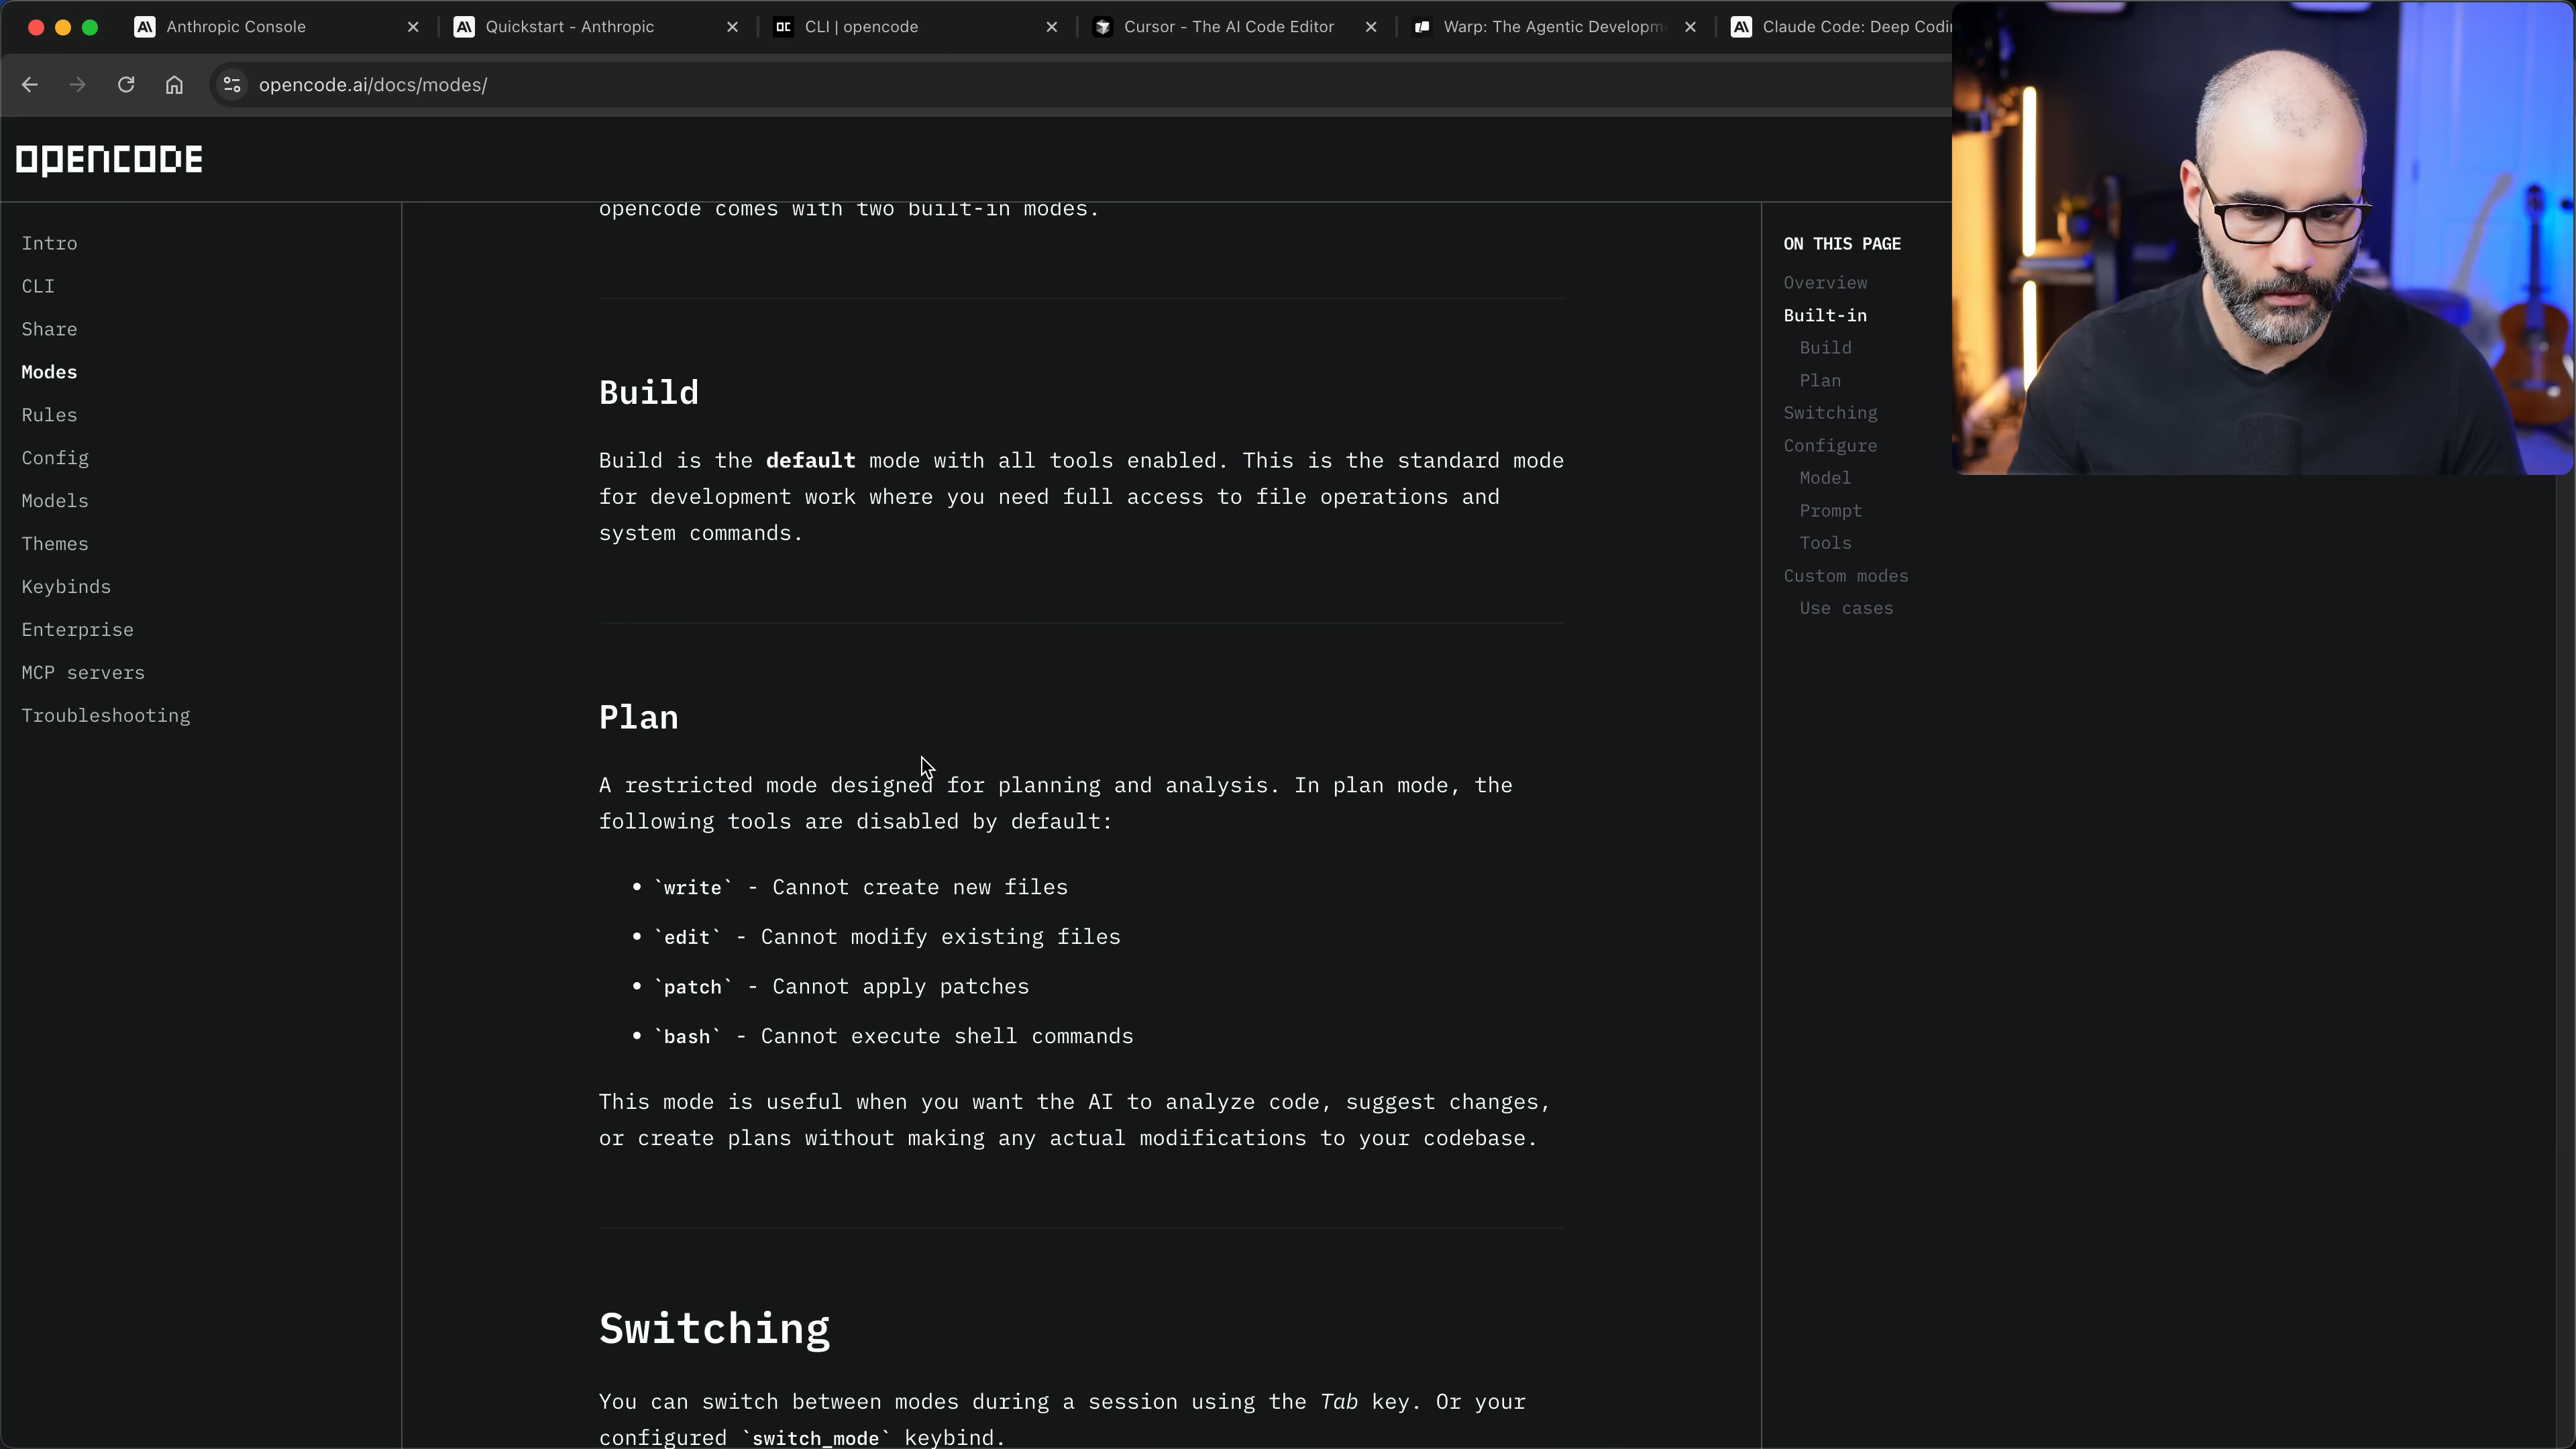 Anthropic Console
Quickstart - Anthropic
CLI | opencode
Cursor - The AI Code Editor
Warp: The Agentic Developm
Claude Code: Deep Codi
opencode.ai/docs/modes/
opencode
Intro
CLI
Share
Modes
Rules
Config
Models
Themes
Keybinds
Enterprise
MCP servers
Troubleshooting
opencode comes with two built-in modes.
Build
Build is the default mode with all tools enabled. This is the standard mode
for development work where you need full access to file operations and
system commands.
Plan
A restricted mode designed for planning and analysis. In plan mode, the
following tools are disabled by default:
• `write` - Cannot create new files
• `edit` - Cannot modify existing files
• `patch` - Cannot apply patches
• `bash` - Cannot execute shell commands
This mode is useful when you want the AI to analyze code, suggest changes,
or create plans without making any actual modifications to your codebase.
Switching
You can switch between modes during a session using the Tab key. Or your
configured `switch_mode` keybind.
ON THIS PAGE
Overview
Built-in
Build
Plan
Switching
Configure
Model
Prompt
Tools
Custom modes
Use cases